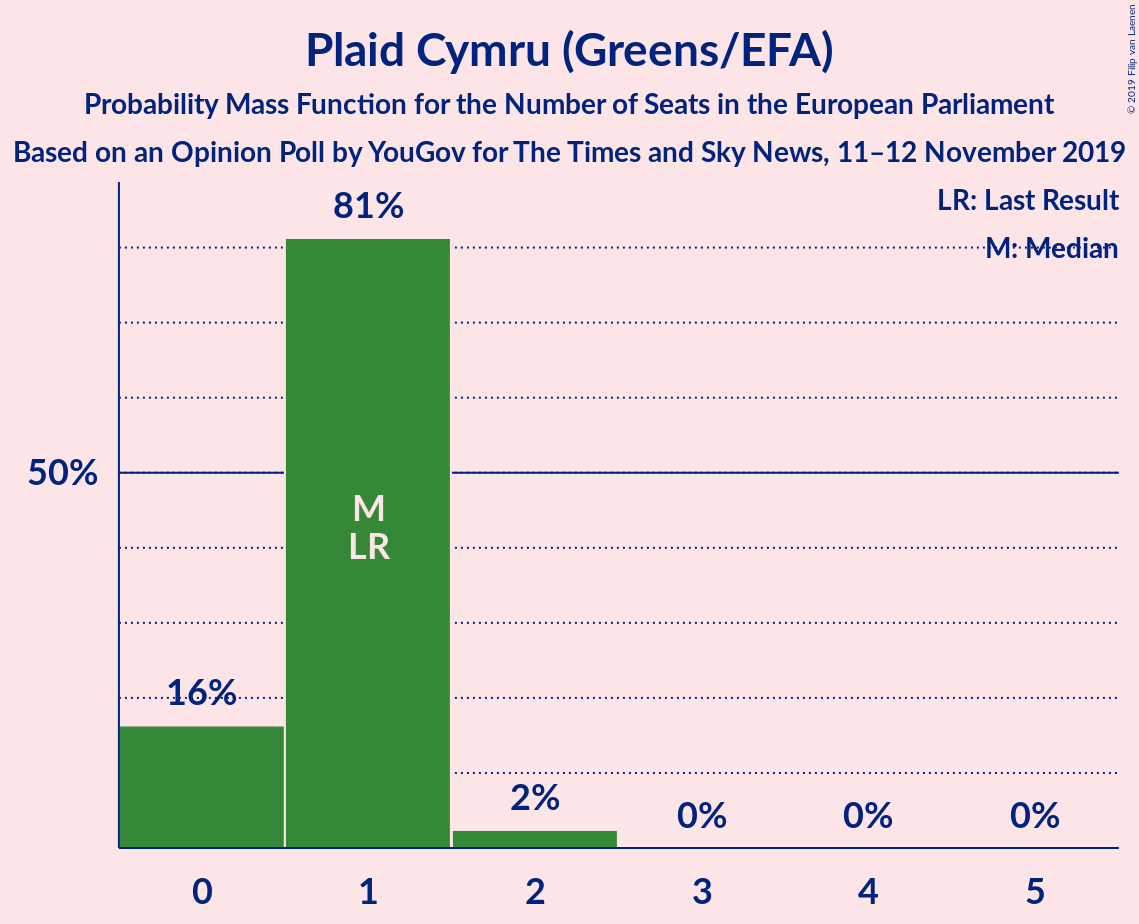 Plaid Cymru (Greens/EFA)
Probability Mass Function for the Number of Seats in the European Parliament
Based on an Opinion Poll by YouGov for The Times and Sky News, 11–12 November 2019
© 2019 Filip van Laenen
LR: Last Result
M: Median
81%
50%
M
LR
16%
2%
0%
0%
0%
0
1
2
3
4
5